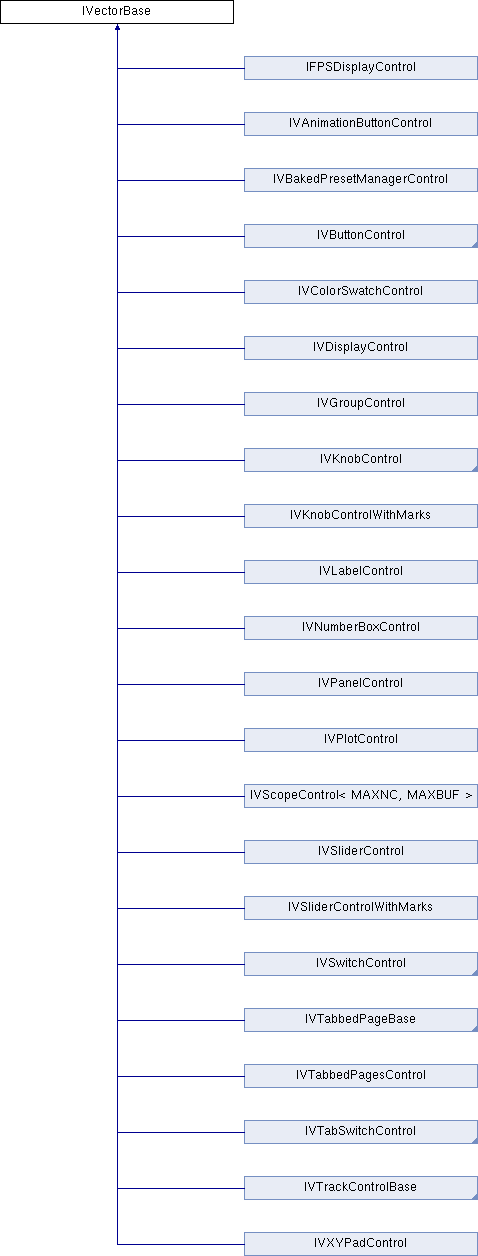 IVectorBase
IFPSDisplayControl
IVAnimationButtonControl
IVBakedPresetManagerControl
IVButtonControl
IVColorSwatchControl
IVDisplayControl
IVGroupControl
IVKnobControl
IVKnobControlWithMarks
IVLabelControl
IVNumberBoxControl
IVPanelControl
IVPlotControl
IVScopeControl< MAXNC, MAXBUF >
IVSliderControl
IVSliderControlWithMarks
IVSwitchControl
IVTabbedPageBase
IVTabbedPagesControl
IVTabSwitchControl
IVTrackControlBase
IVXYPadControl